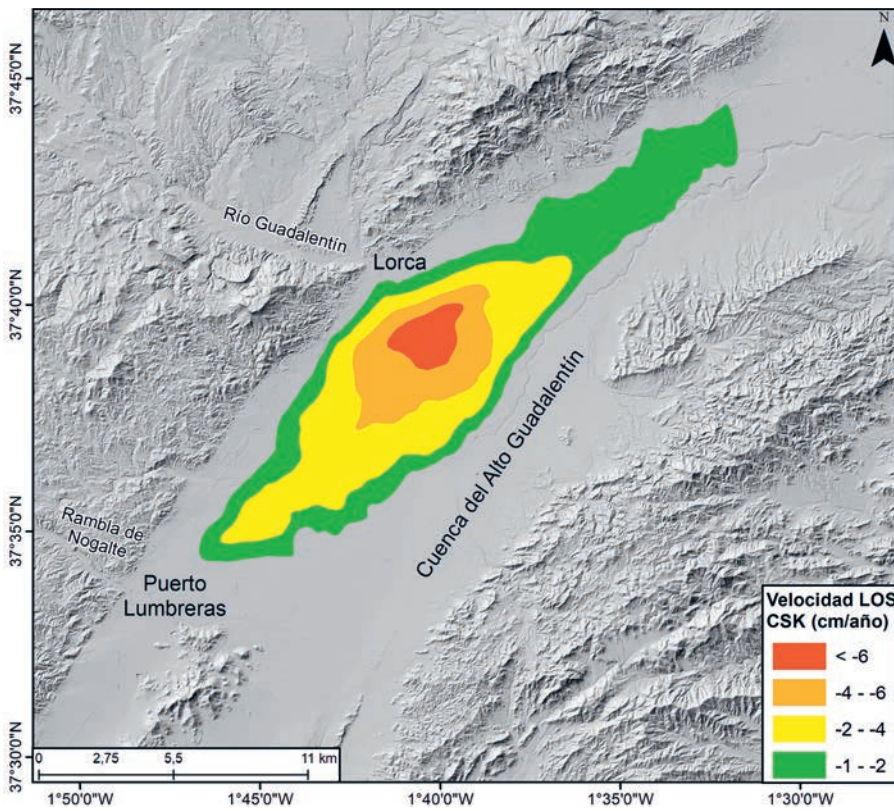 N
37°45'0"N
Río Guadalentín
Lorca
37°40'0"N
Cuenca del Alto Guadalentín
37°35'0"N
Rambla de
Nogalte
Puerto
Lumbreras
Velocidad LOS
CSK (cm/año)
< -6
-4 - -6
-2 - -4
-1 - -2
37°30'0"N
0 2,75 5,5 11 km
1°50'0"W 1°45'0"W 1°40'0"W 1°35'0"W 1°30'0"W